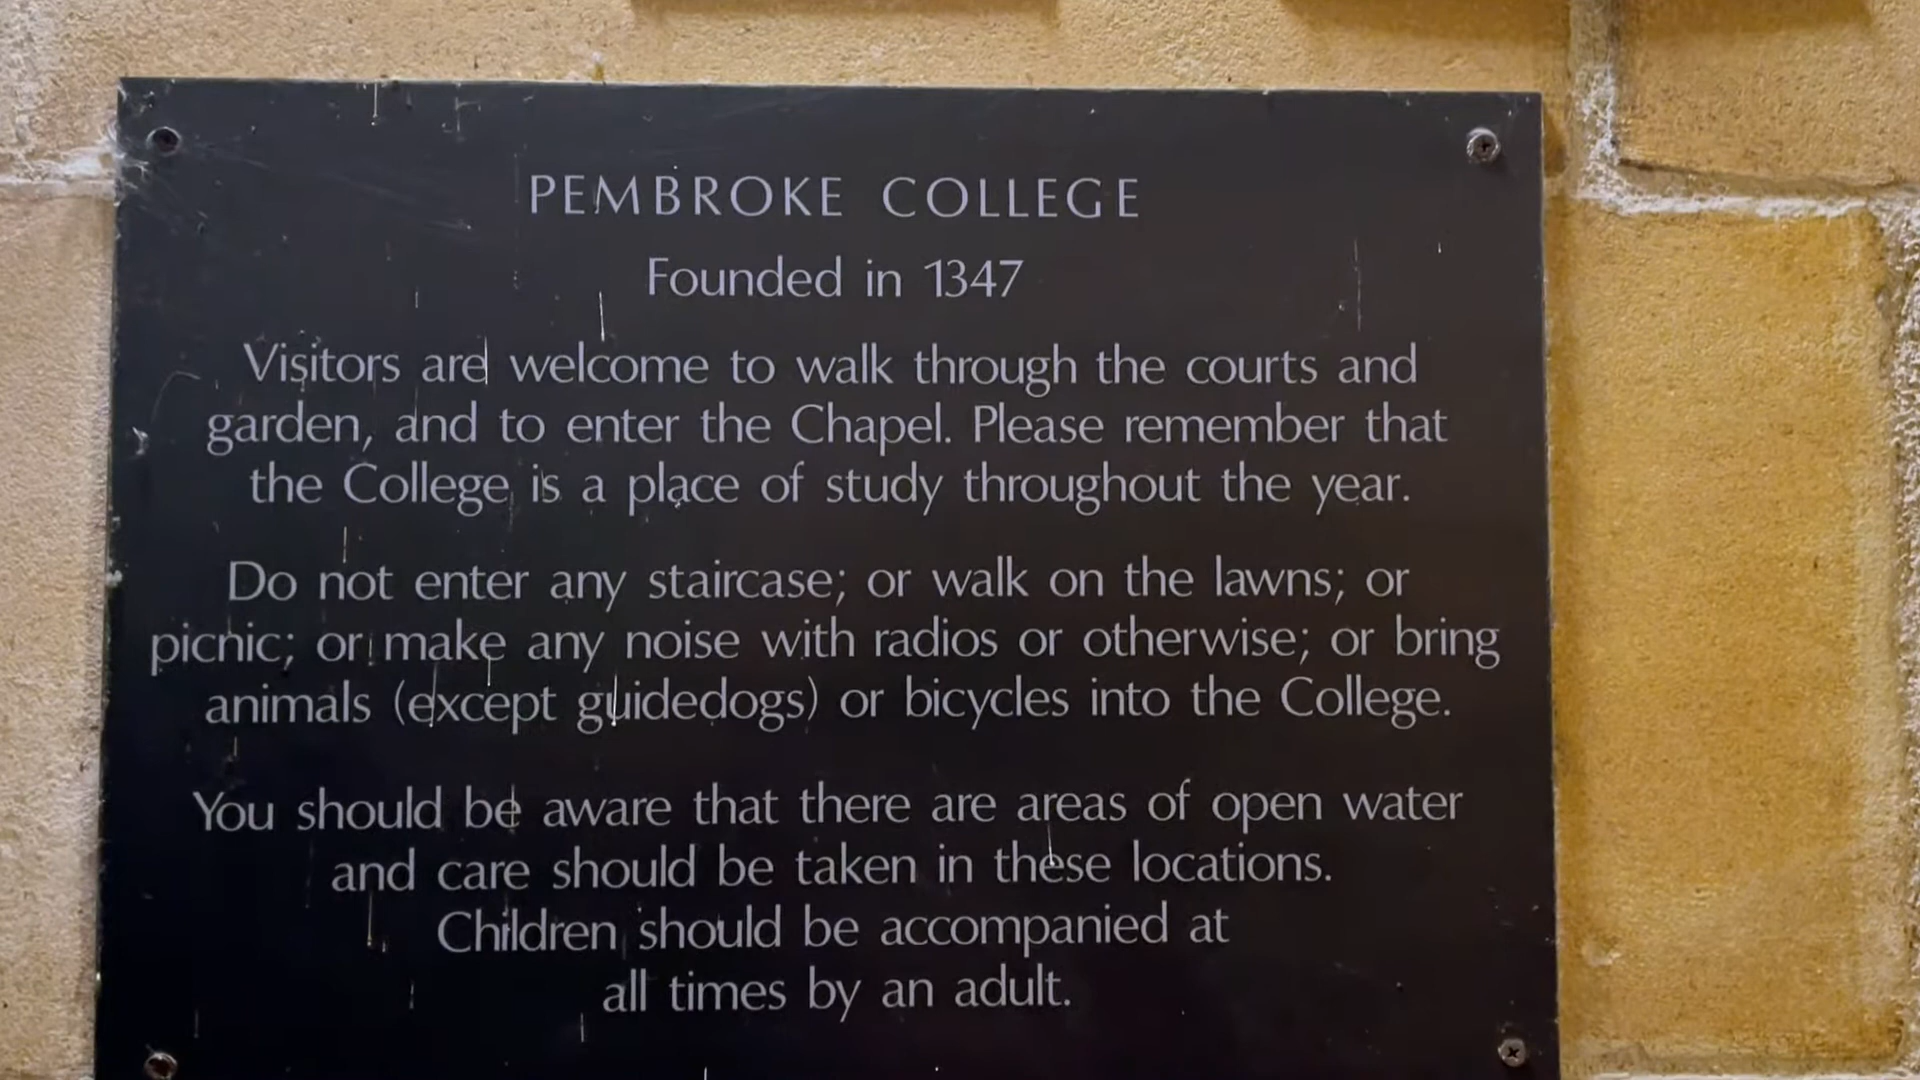 PEMBROKE COLLEGE
Founded in 1347
Visitors are welcome to walk through the courts and
garden, and to enter the Chapel. Please remember that
the College is a place of study throughout the year.
Do not enter any staircase; or walk on the lawns; or
picnic; or make any noise with radios or otherwise; or bring
animals (except guidedogs) or bicycles into the College.
You should be aware that there are areas of open water
and care should be taken in these locations.
Children should be accompanied at
all times by an adult.